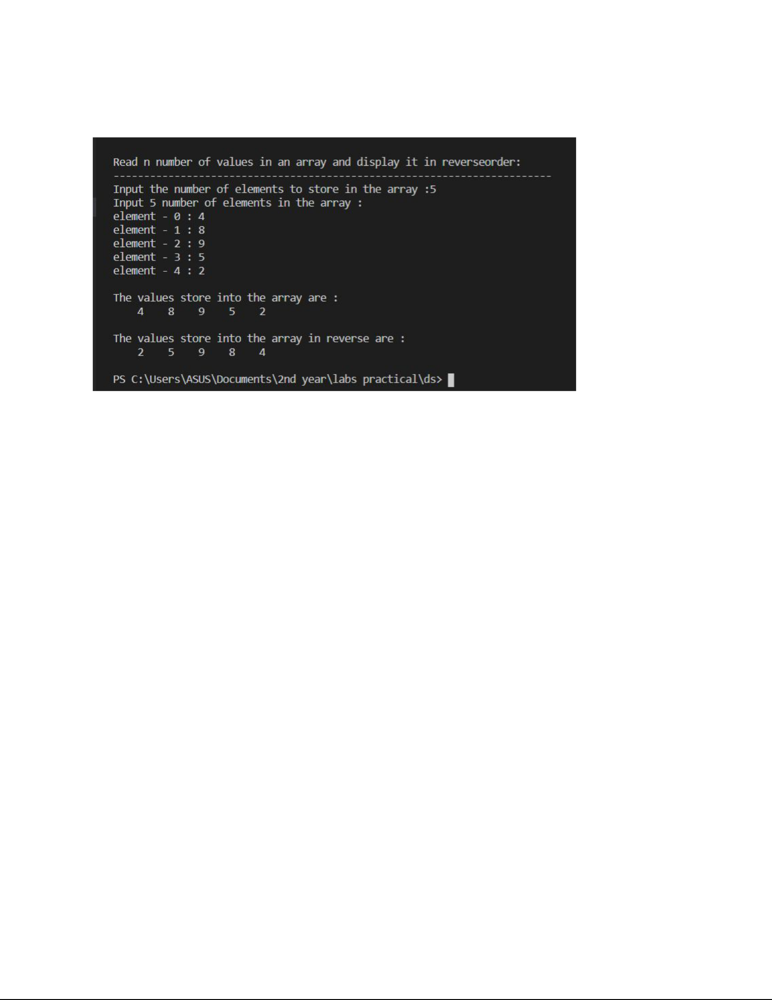 Read n number of values in an array and display it in reverseorder:
------------------------------------------------------------------------
Input the number of elements to store in the array :5
Input 5 number of elements in the array :
element - 0 : 4
element - 1 : 8
element - 2 : 9
element - 3 : 5
element - 4 : 2
The values store into the array are :
    4    8    9    5    2
The values store into the array in reverse are :
    2    5    9    8    4
PS C:\Users\ASUS\Documents\2nd year\labs practical\ds>